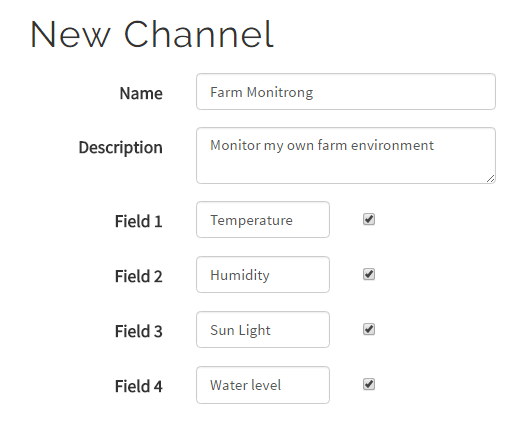 New Channel
Name Farm Monitrong
Description Monitor my own farm environment
Field 1 Temperature
Field 2 Humidity
Field 3 Sun Light
Field 4 Water level